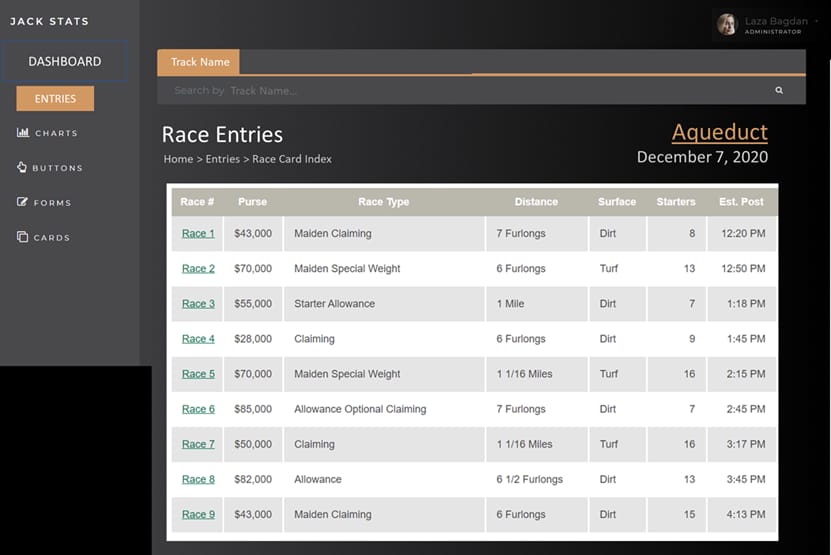 JACK STATS
Laza Bagdan
ADMINISTRATOR
DASHBOARD
ENTRIES
CHARTS
BUTTONS
FORMS
CARDS
Track Name
Search by Track Name...
Race Entries
Home > Entries > Race Card Index
Aqueduct
December 7, 2020
Race # Purse Race Type Distance Surface Starters Est. Post
Race 1 $43,000 Maiden Claiming 7 Furlongs Dirt 8 12:20 PM
Race 2 $70,000 Maiden Special Weight 6 Furlongs Turf 13 12:50 PM
Race 3 $55,000 Starter Allowance 1 Mile Dirt 7 1:18 PM
Race 4 $28,000 Claiming 6 Furlongs Dirt 9 1:45 PM
Race 5 $70,000 Maiden Special Weight 1 1/16 Miles Turf 16 2:15 PM
Race 6 $85,000 Allowance Optional Claiming 7 Furlongs Dirt 7 2:45 PM
Race 7 $50,000 Claiming 1 1/16 Miles Turf 16 3:17 PM
Race 8 $82,000 Allowance 6 1/2 Furlongs Dirt 13 3:45 PM
Race 9 $43,000 Maiden Claiming 6 Furlongs Dirt 15 4:13 PM